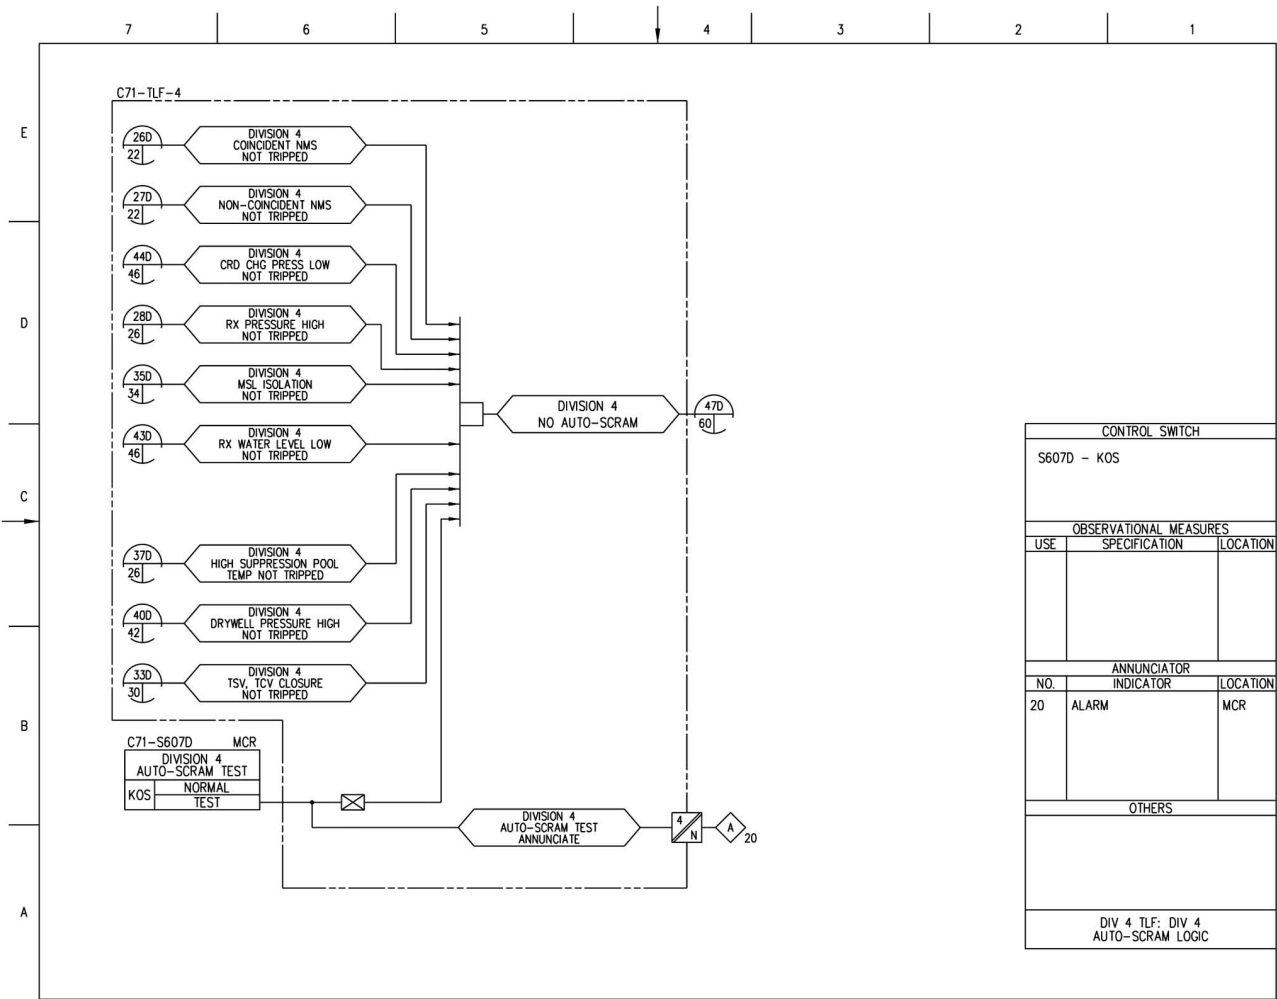 7 6 5 4 3 2 1
E
D
C
B
A
C71-TLF-4
26D
22
DIVISION 4
COINCIDENT NMS
NOT TRIPPED
27D
22
DIVISION 4
NON-COINCIDENT NMS
NOT TRIPPED
44D
46
DIVISION 4
CRD CHG PRESS LOW
NOT TRIPPED
28D
26
DIVISION 4
RX PRESSURE HIGH
NOT TRIPPED
35D
34
DIVISION 4
MSL ISOLATION
NOT TRIPPED
43D
46
DIVISION 4
RX WATER LEVEL LOW
NOT TRIPPED
37D
26
DIVISION 4
HIGH SUPPRESSION POOL
TEMP NOT TRIPPED
40D
42
DIVISION 4
DRYWELL PRESSURE HIGH
NOT TRIPPED
33D
30
DIVISION 4
TSV, TCV CLOSURE
NOT TRIPPED
DIVISION 4
NO AUTO-SCRAM
47D
60
C71-S607D MCR
DIVISION 4
AUTO-SCRAM TEST
KOS
NORMAL
TEST
DIVISION 4
AUTO-SCRAM TEST
ANNUNCIATE
4
N
A
20
CONTROL SWITCH
S607D - KOS
OBSERVATIONAL MEASURES
USE SPECIFICATION LOCATION
ANNUNCIATOR
NO. INDICATOR LOCATION
20 ALARM MCR
OTHERS
DIV 4 TLF: DIV 4
AUTO-SCRAM LOGIC